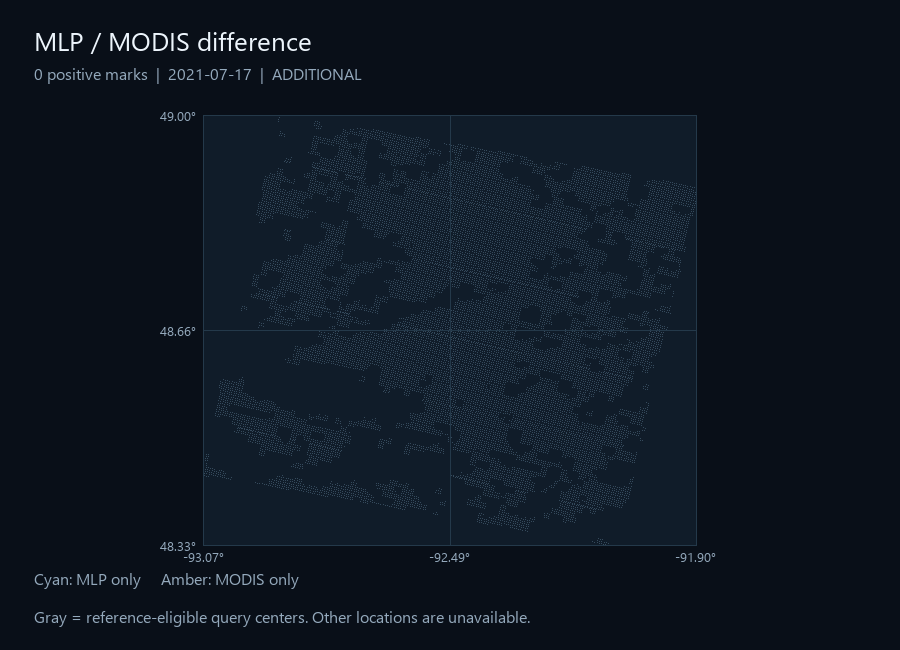 MLP / MODIS difference
0 positive marks | 2021-07-17 | ADDITIONAL
49.00°
48.66°
48.33°
-93.07°
-92.49°
-91.90°
Cyan: MLP only Amber: MODIS only
Gray = reference-eligible query centers. Other locations are unavailable.